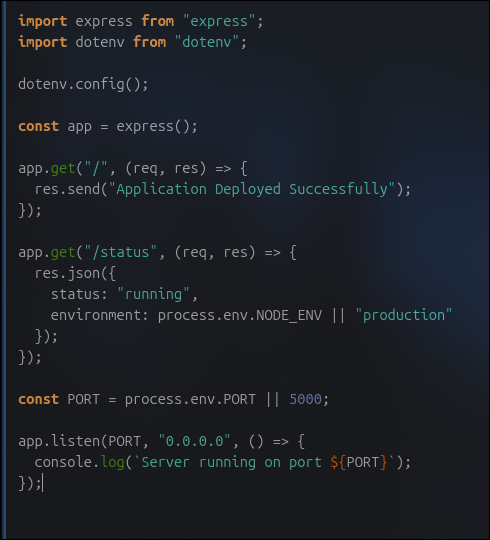 import express from "express";
import dotenv from "dotenv";

dotenv.config();

const app = express();

app.get("/", (req, res) => {
  res.send("Application Deployed Successfully");
});

app.get("/status", (req, res) => {
  res.json({
    status: "running",
    environment: process.env.NODE_ENV || "production"
  });
});

const PORT = process.env.PORT || 5000;

app.listen(PORT, "0.0.0.0", () => {
  console.log(`Server running on port ${PORT}`);
});